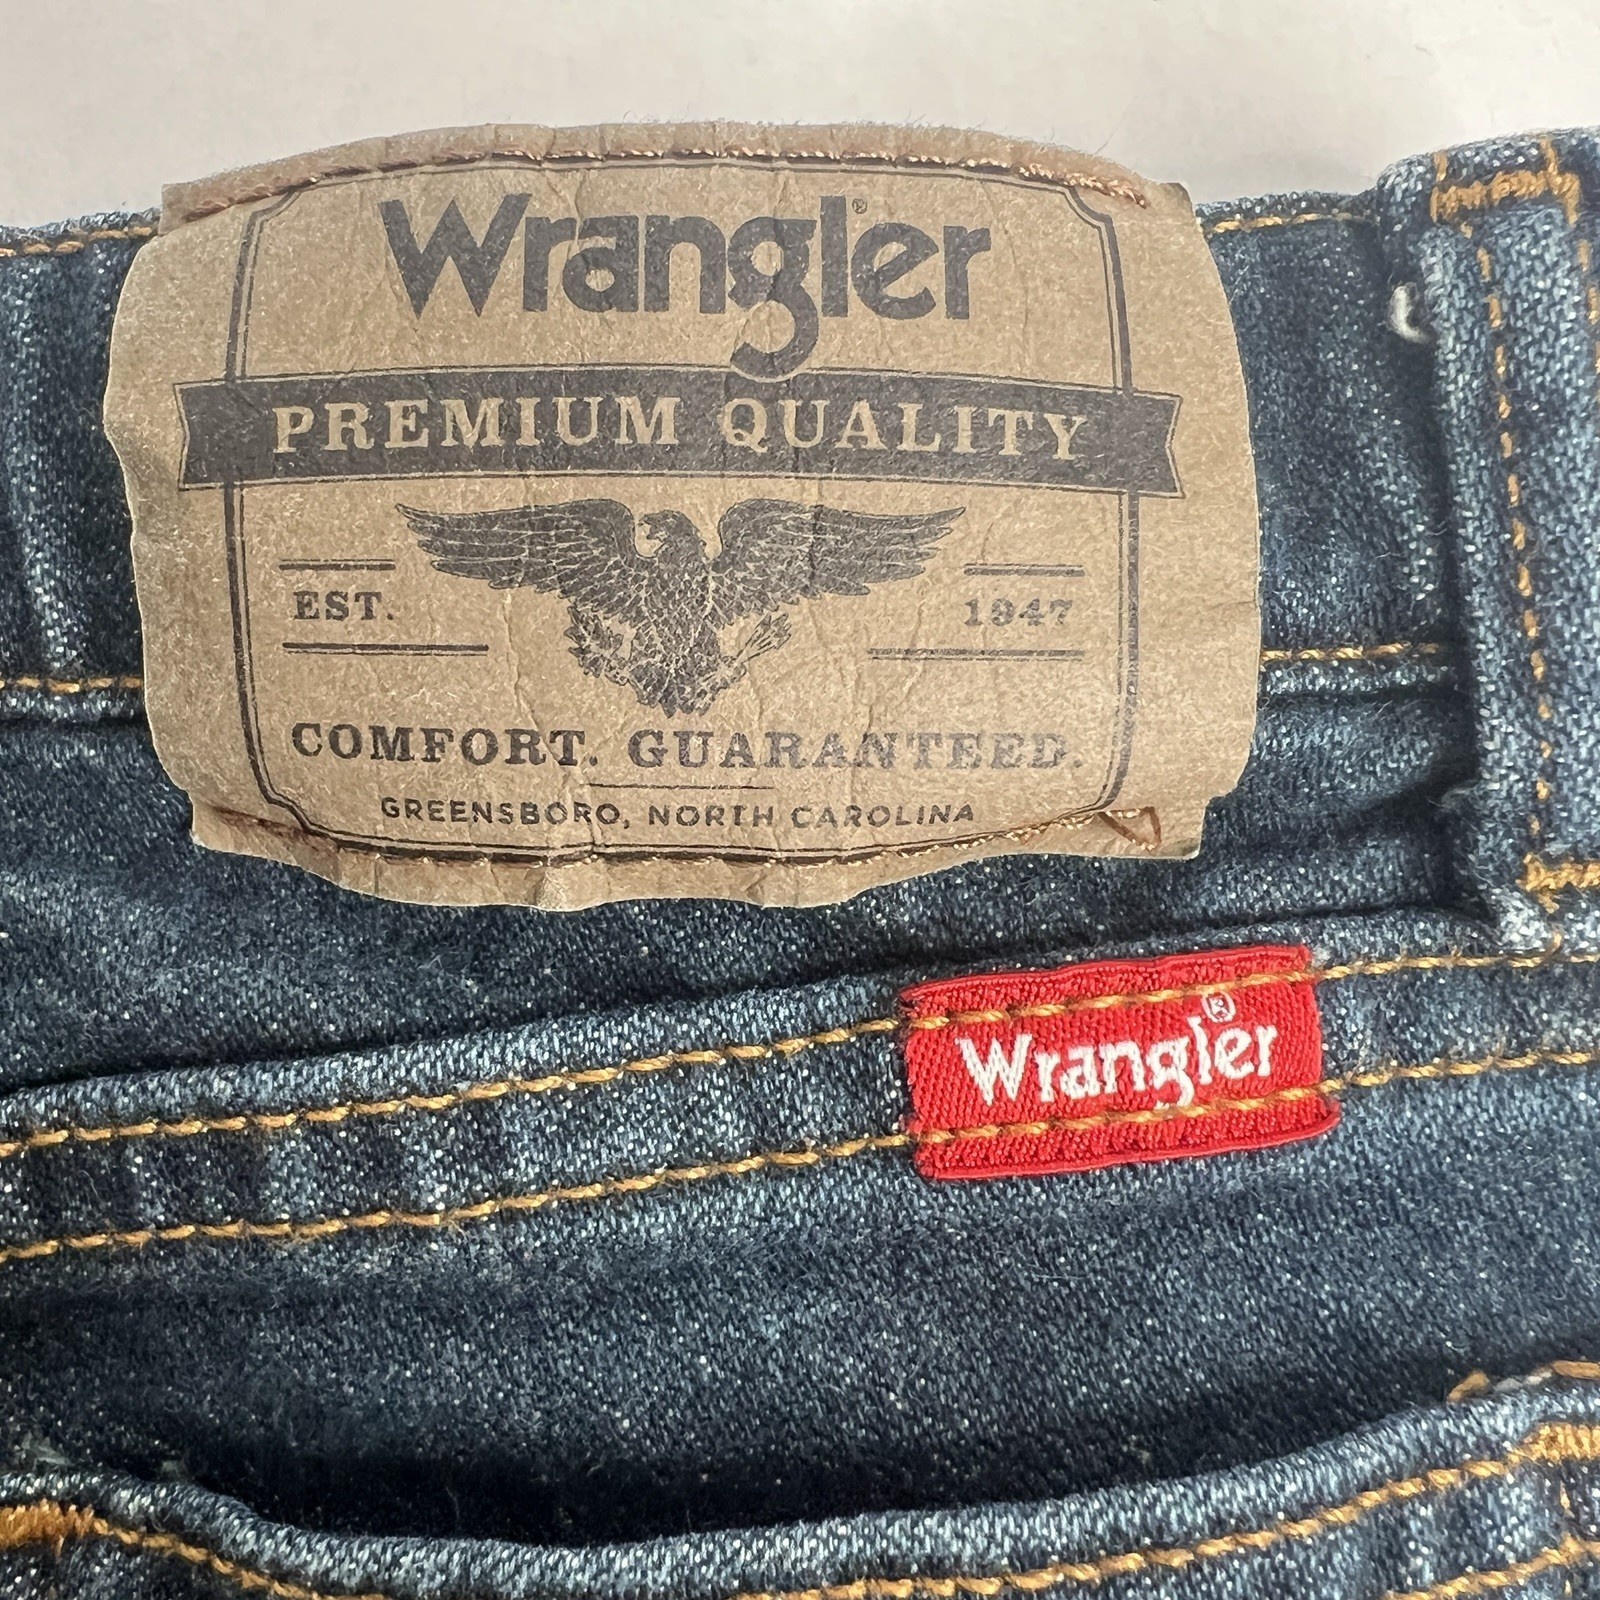 Wrangler®
PREMIUM QUALITY
EST. 1947
COMFORT. GUARANTEED.
GREENSBORO, NORTH CAROLINA
Wrangler®